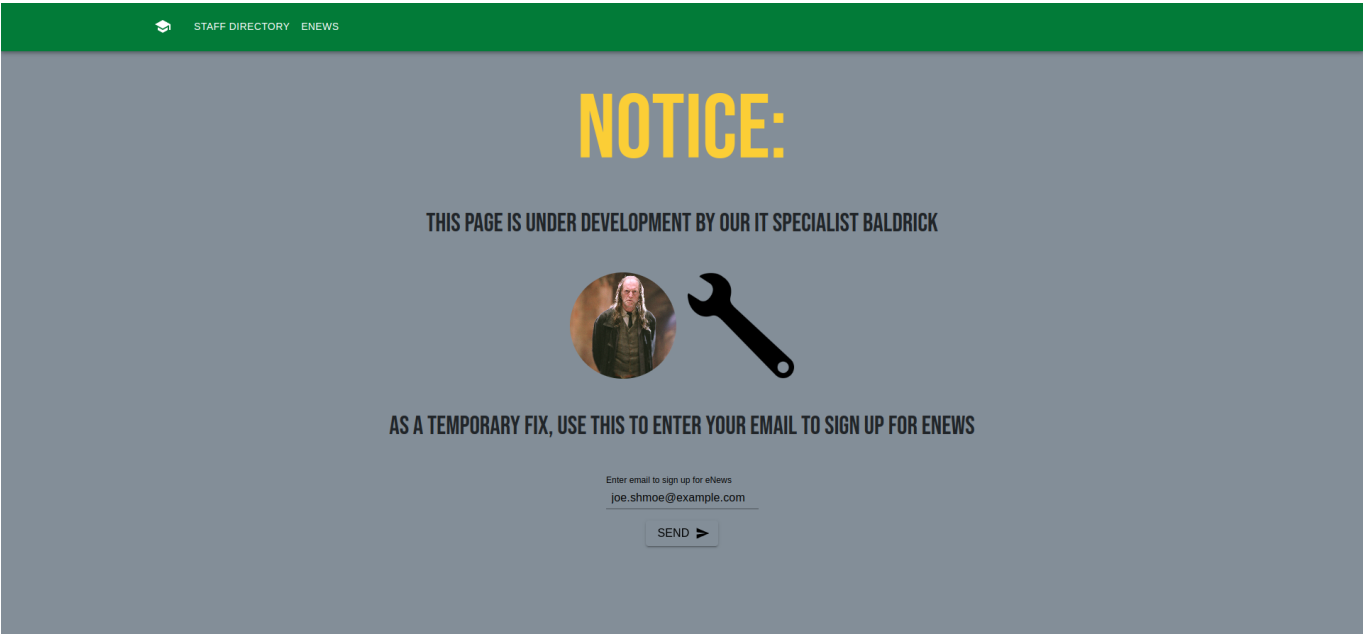 STAFF DIRECTORY ENEWS
NOTICE:
THIS PAGE IS UNDER DEVELOPMENT BY OUR IT SPECIALIST BALDRICK
AS A TEMPORARY FIX, USE THIS TO ENTER YOUR EMAIL TO SIGN UP FOR ENEWS
Enter email to sign up for eNews
joe.shmoe@example.com
SEND